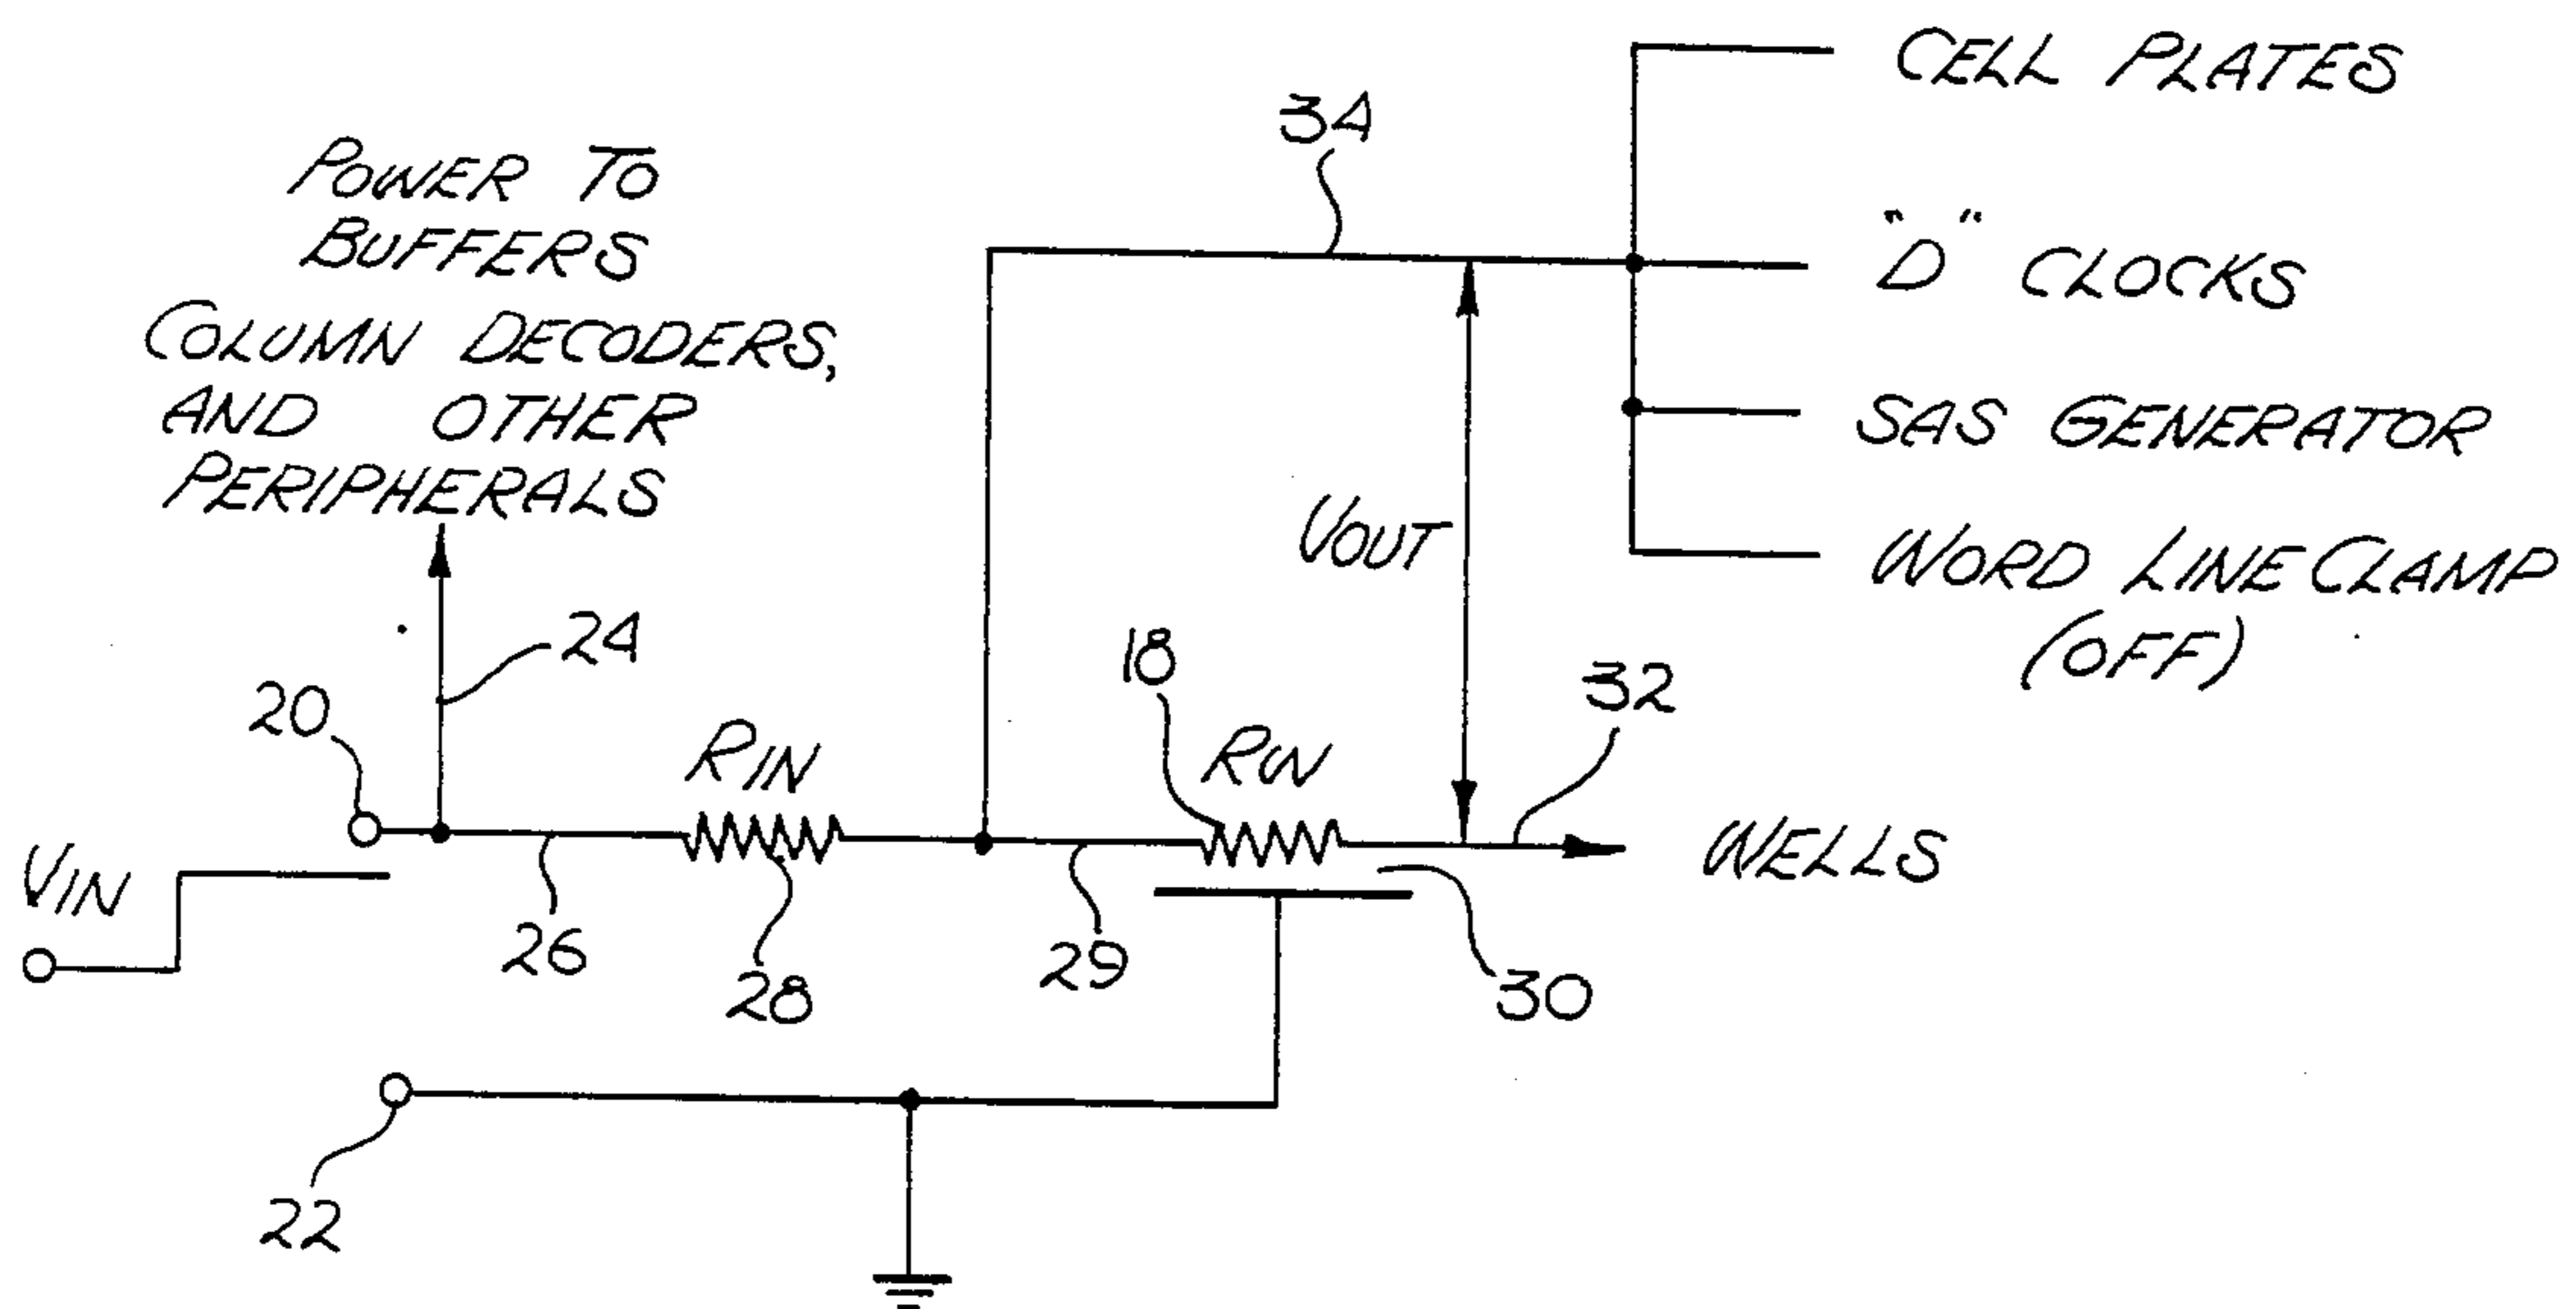 CELL PLATES
34
POWER TO
BUFFERS
"D" CLOCKS
COLUMN DECODERS,
AND OTHER
PERIPHERALS
SAS GENERATOR
VOUT
WORD LINE CLAMP
(OFF)
24
18
32
20
RIN
RW
WELLS
VIN
26
28
29
30
22